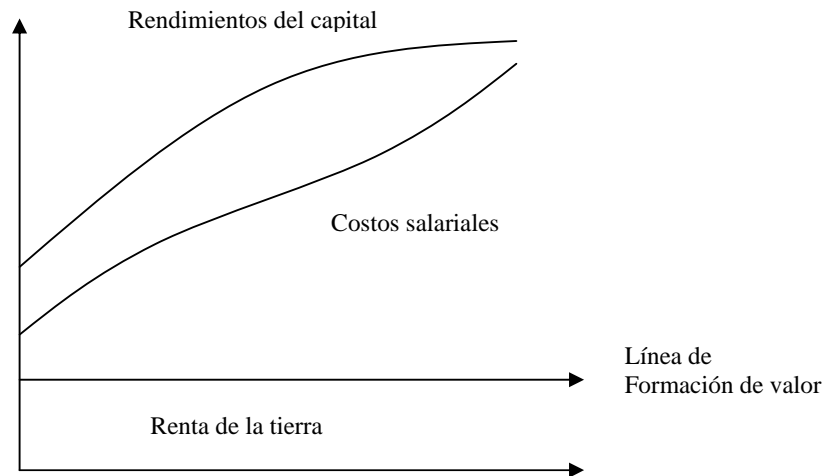 Rendimientos del capital
Costos salariales
Línea de
Formación de valor
Renta de la tierra